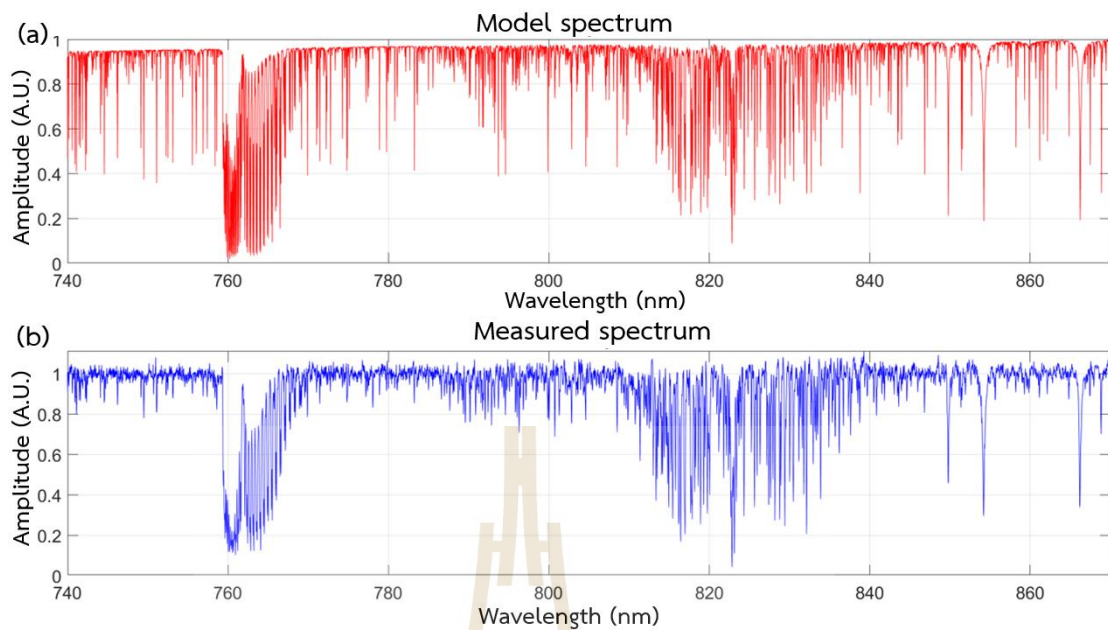 (a)
Model spectrum
Amplitude (A.U.)
1
0.8
0.6
0.4
0.2
0
740 760 780 800 820 840 860
Wavelength (nm)
(b)
Measured spectrum
Amplitude (A.U.)
1
0.8
0.6
0.4
0.2
0
740 760 780 800 820 840 860
Wavelength (nm)